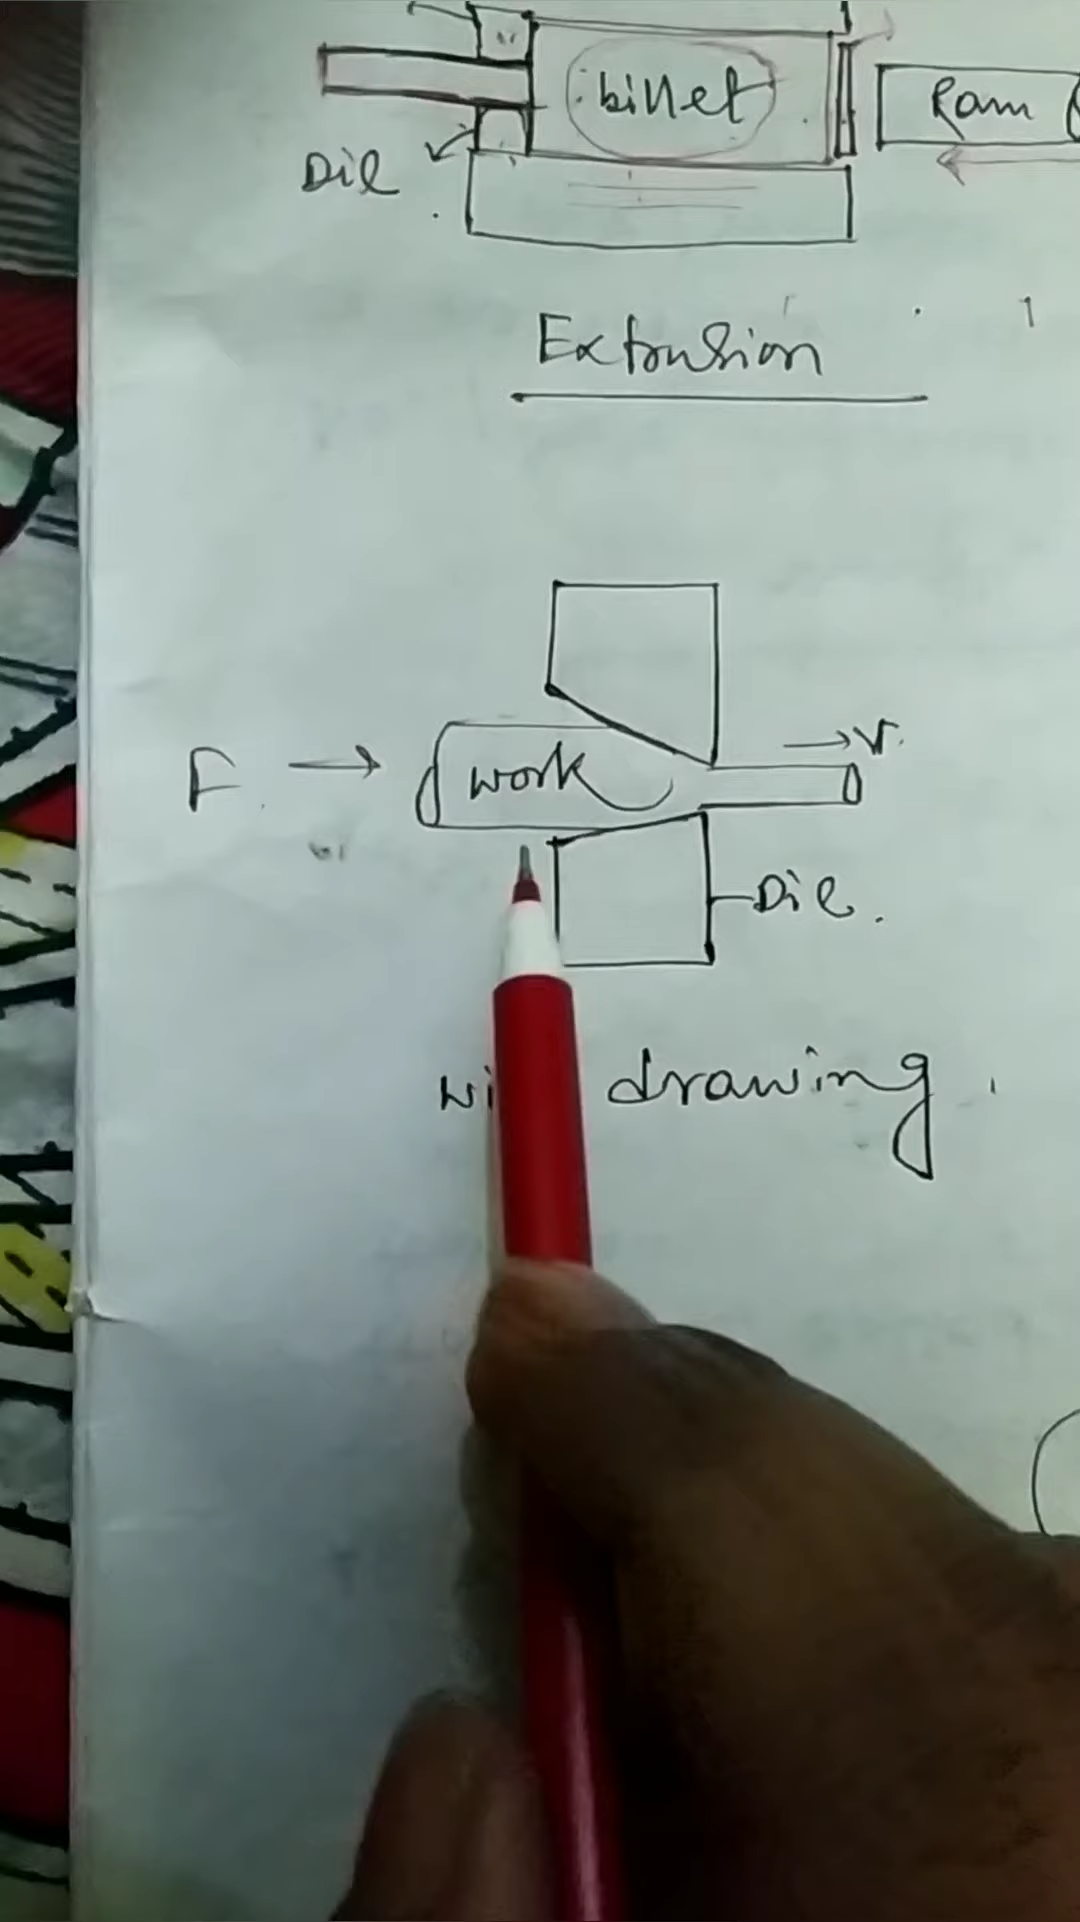 billet
Ram
Die
Extrusion
work
F
V.
Die.
drawing.